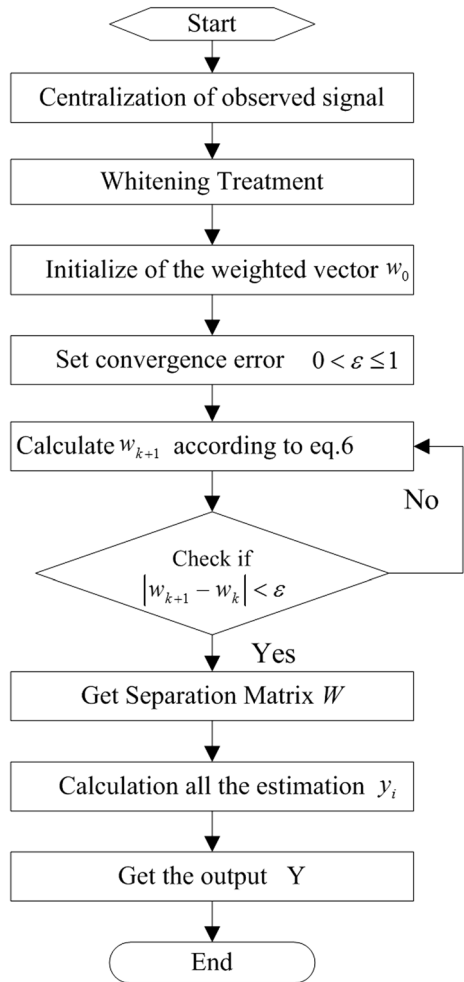 Start
Centralization of observed signal
Whitening Treatment
Initialize of the weighted vector w₀
Set convergence error 0 < ε ≤ 1
Calculate wₖ₊₁ according to eq.6
No
Check if
|wₖ₊₁ − wₖ| < ε
Yes
Get Separation Matrix W
Calculation all the estimation yᵢ
Get the output Y
End